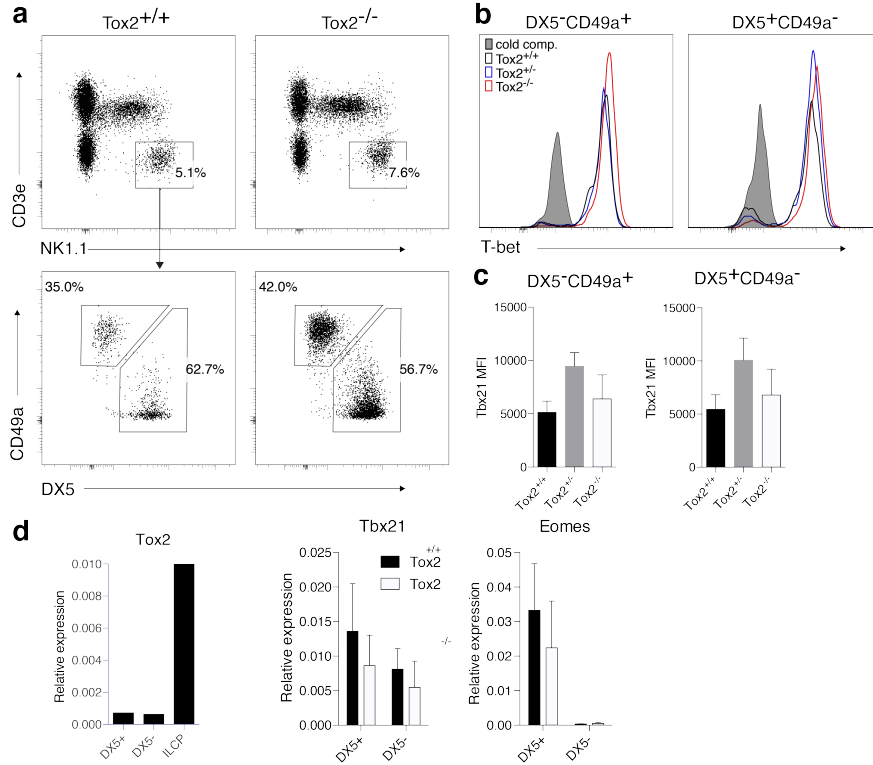 a
Tox2+/+
Tox2-/-
CD3e
5.1%
7.6%
NK1.1
35.0%
42.0%
62.7%
56.7%
CD49a
DX5
b
DX5-CD49a+
DX5+CD49a-
cold comp.
Tox2+/+
Tox2+/-
Tox2-/-
T-bet
c
DX5-CD49a+
DX5+CD49a-
Tbx21 MFI
15000
10000
5000
0
Tox2+/+
Tox2+/-
Tox2-/-
Tbx21 MFI
15000
10000
5000
0
Tox2+/+
Tox2+/-
Tox2-/-
d
Tox2
Relative expression
0.010
0.008
0.006
0.004
0.002
0.000
DX5+
DX5-
ILCP
Tbx21
Relative expression
0.025
0.020
0.015
0.010
0.005
0.000
DX5+
DX5-
+/+
Tox2
Tox2
-/-
Eomes
Relative expression
0.05
0.04
0.03
0.02
0.01
0.00
DX5+
DX5-